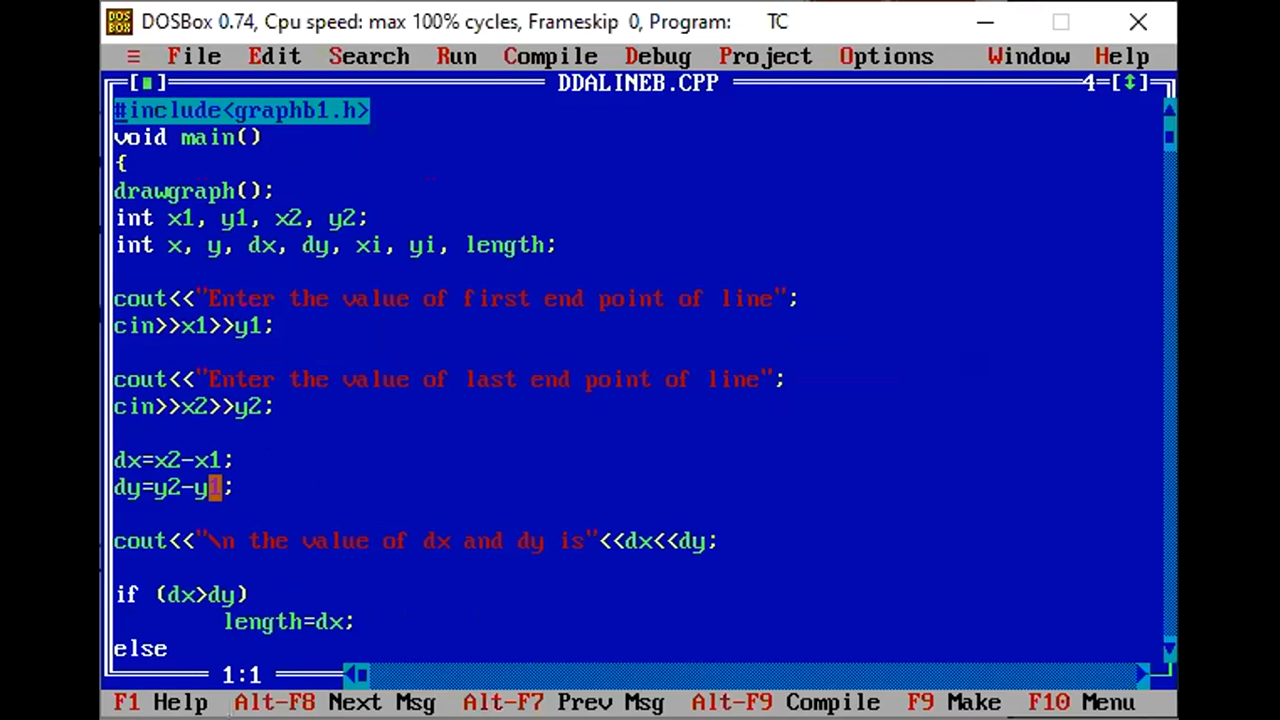 DOSBox 0.74, Cpu speed: max 100% cycles, Frameskip 0, Program: TC
≡ File Edit Search Run Compile Debug Project Options Window Help
DDALINEB.CPP 4
#include<graphb1.h>
void main()
{
drawgraph();
int x1, y1, x2, y2;
int x, y, dx, dy, xi, yi, length;
cout<<"Enter the value of first end point of line";
cin>>x1>>y1;
cout<<"Enter the value of last end point of line";
cin>>x2>>y2;
dx=x2-x1;
dy=y2-y1;
cout<<"\n the value of dx and dy is"<<dx<<dy;
if (dx>dy)
length=dx;
else
1:1
F1 Help Alt-F8 Next Msg Alt-F7 Prev Msg Alt-F9 Compile F9 Make F10 Menu